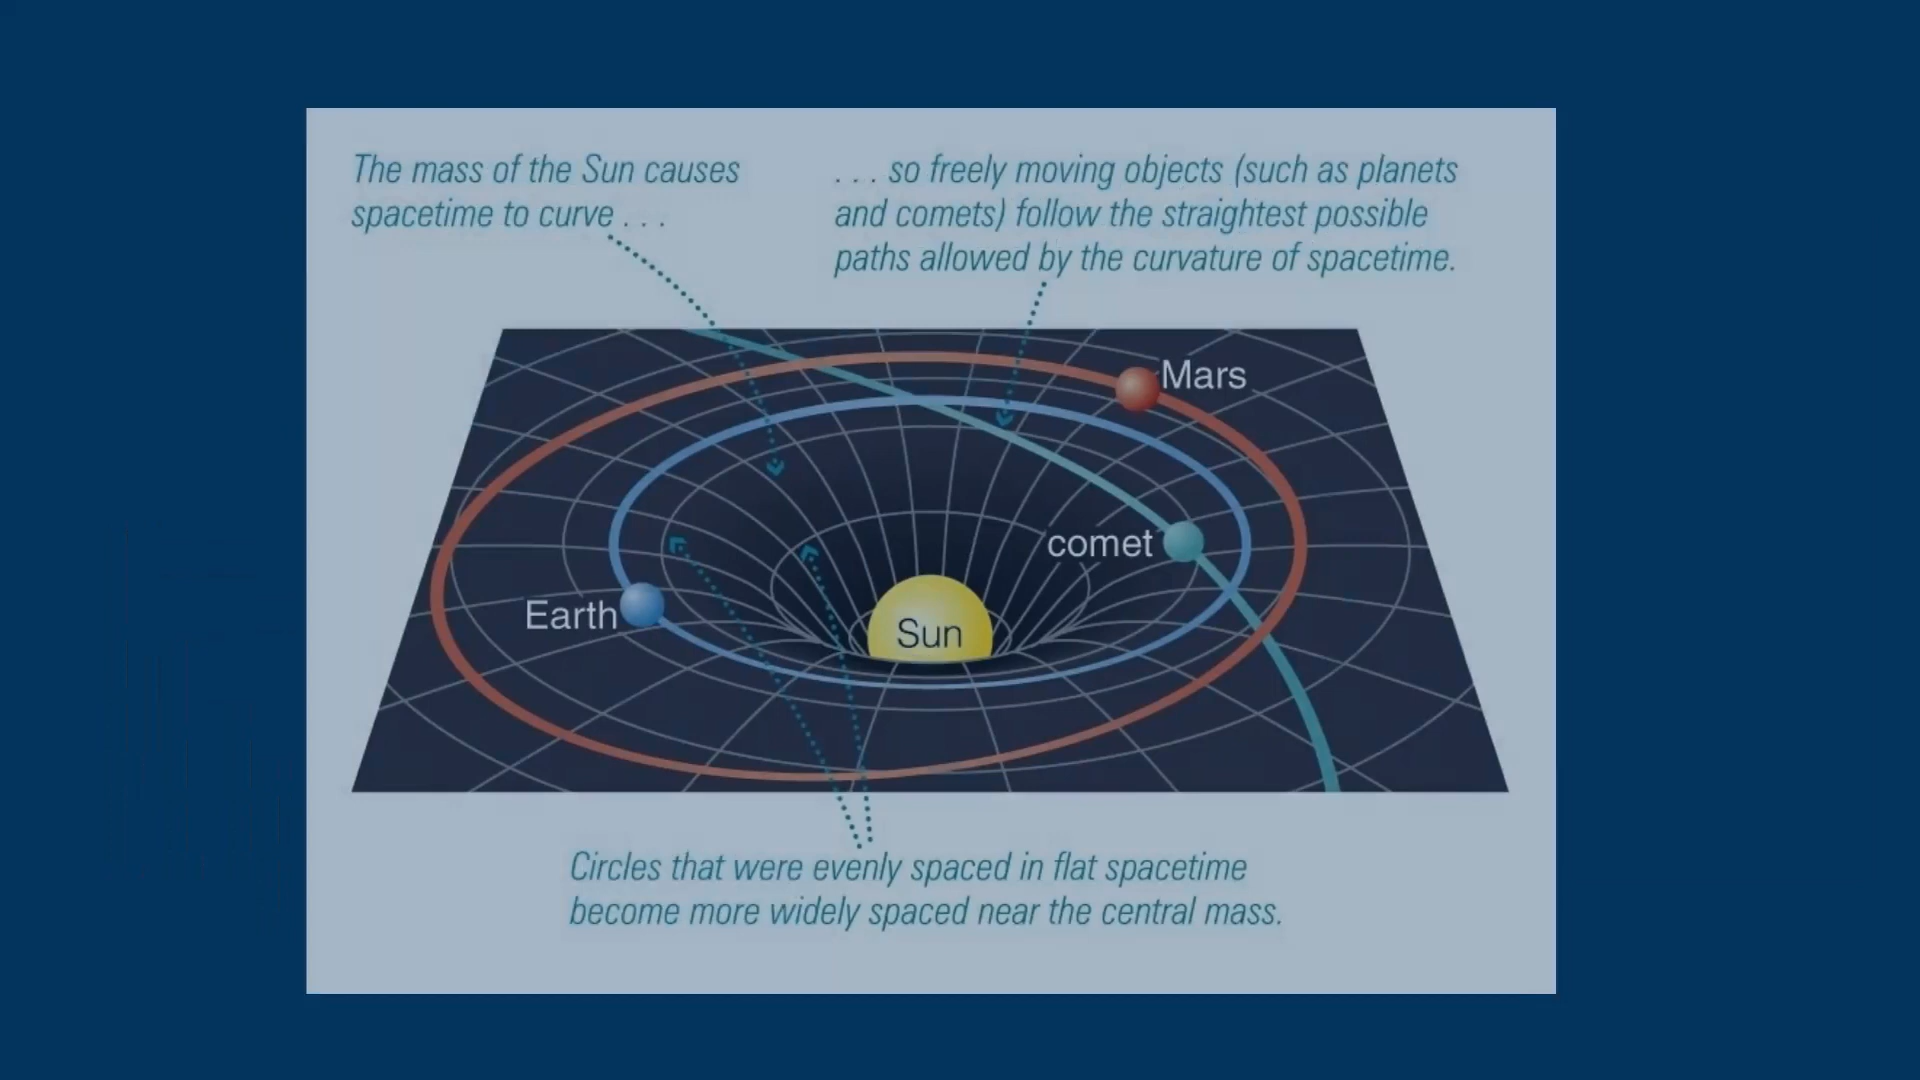 The mass of the Sun causes
spacetime to curve . . .
. . . so freely moving objects (such as planets
and comets) follow the straightest possible
paths allowed by the curvature of spacetime.
Mars
comet
Earth
Sun
Circles that were evenly spaced in flat spacetime
become more widely spaced near the central mass.